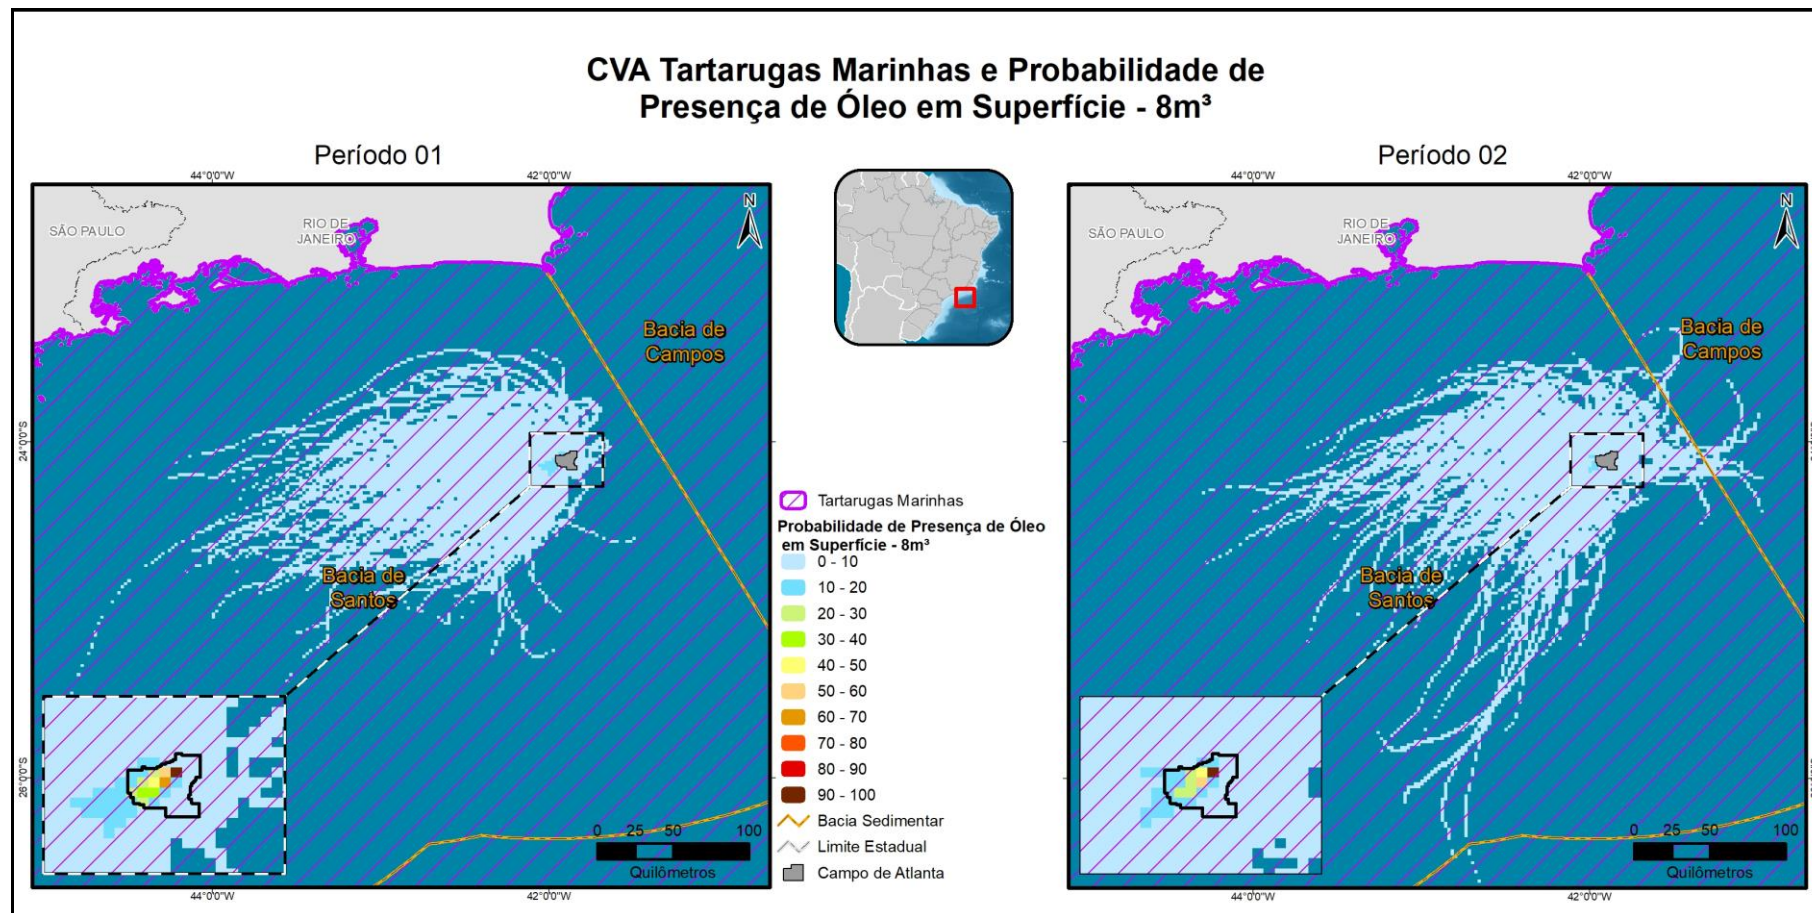 CVA Tartarugas Marinhas e Probabilidade de
Presença de Óleo em Superfície - 8m³
Período 01
44°0'0"W
42°0'0"W
N
SÃO PAULO
RIO DE
JANEIRO
Bacia de
Campos
24°0'0"S
Bacia de
Santos
26°0'0"S
0 25 50 100
Quilômetros
44°0'0"W
42°0'0"W
Tartarugas Marinhas
Probabilidade de Presença de Óleo
em Superfície - 8m³
0 - 10
10 - 20
20 - 30
30 - 40
40 - 50
50 - 60
60 - 70
70 - 80
80 - 90
90 - 100
Bacia Sedimentar
Limite Estadual
Campo de Atlanta
Período 02
44°0'0"W
42°0'0"W
N
SÃO PAULO
RIO DE
JANEIRO
Bacia de
Campos
Bacia de
Santos
0 25 50 100
Quilômetros
44°0'0"W
42°0'0"W